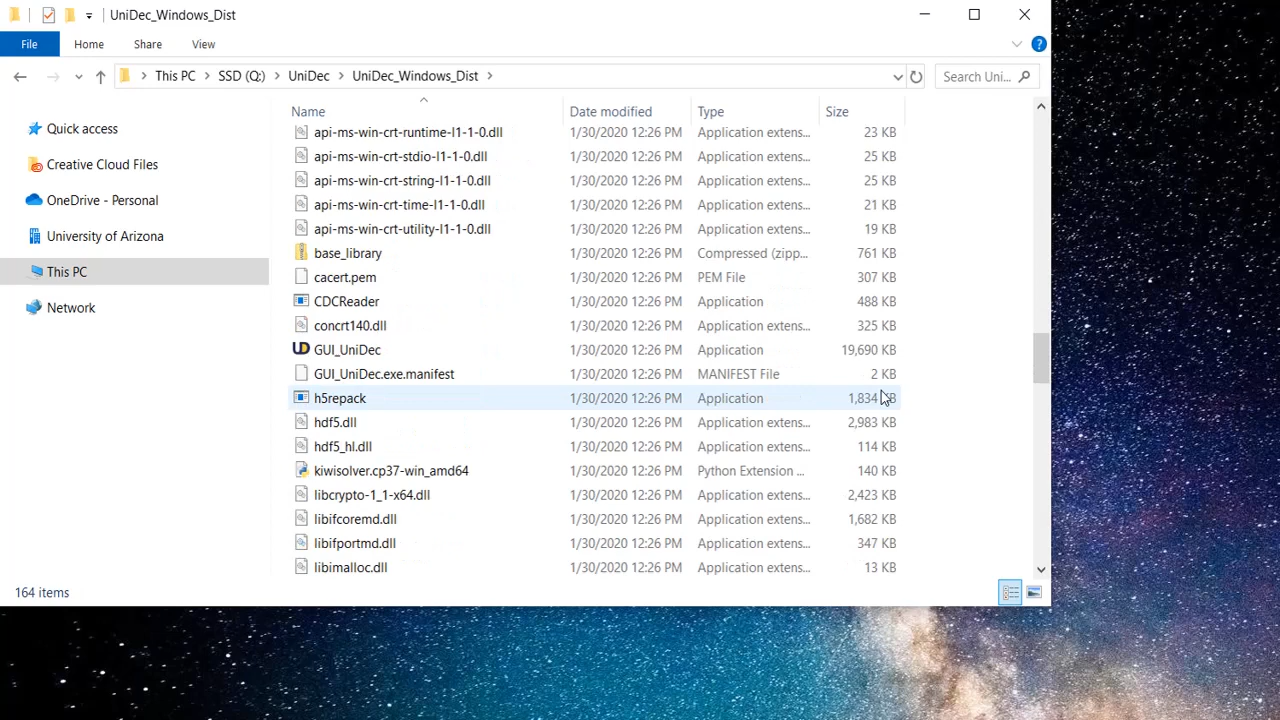 UniDec_Windows_Dist
File Home Share View
This PC SSD (Q:) UniDec UniDec_Windows_Dist Search Uni...
Name Date modified Type Size
Quick access
Creative Cloud Files
OneDrive - Personal
University of Arizona
This PC
Network
api-ms-win-crt-runtime-l1-1-0.dll 1/30/2020 12:26 PM Application extens... 23 KB
api-ms-win-crt-stdio-l1-1-0.dll 1/30/2020 12:26 PM Application extens... 25 KB
api-ms-win-crt-string-l1-1-0.dll 1/30/2020 12:26 PM Application extens... 25 KB
api-ms-win-crt-time-l1-1-0.dll 1/30/2020 12:26 PM Application extens... 21 KB
api-ms-win-crt-utility-l1-1-0.dll 1/30/2020 12:26 PM Application extens... 19 KB
base_library 1/30/2020 12:26 PM Compressed (zipp... 761 KB
cacert.pem 1/30/2020 12:26 PM PEM File 307 KB
CDCReader 1/30/2020 12:26 PM Application 488 KB
concrt140.dll 1/30/2020 12:26 PM Application extens... 325 KB
UD GUI_UniDec 1/30/2020 12:26 PM Application 19,690 KB
GUI_UniDec.exe.manifest 1/30/2020 12:26 PM MANIFEST File 2 KB
h5repack 1/30/2020 12:26 PM Application 1,834 KB
hdf5.dll 1/30/2020 12:26 PM Application extens... 2,983 KB
hdf5_hl.dll 1/30/2020 12:26 PM Application extens... 114 KB
kiwisolver.cp37-win_amd64 1/30/2020 12:26 PM Python Extension ... 140 KB
libcrypto-1_1-x64.dll 1/30/2020 12:26 PM Application extens... 2,423 KB
libifcoremd.dll 1/30/2020 12:26 PM Application extens... 1,682 KB
libifportmd.dll 1/30/2020 12:26 PM Application extens... 347 KB
libimalloc.dll 1/30/2020 12:26 PM Application extens... 13 KB
164 items